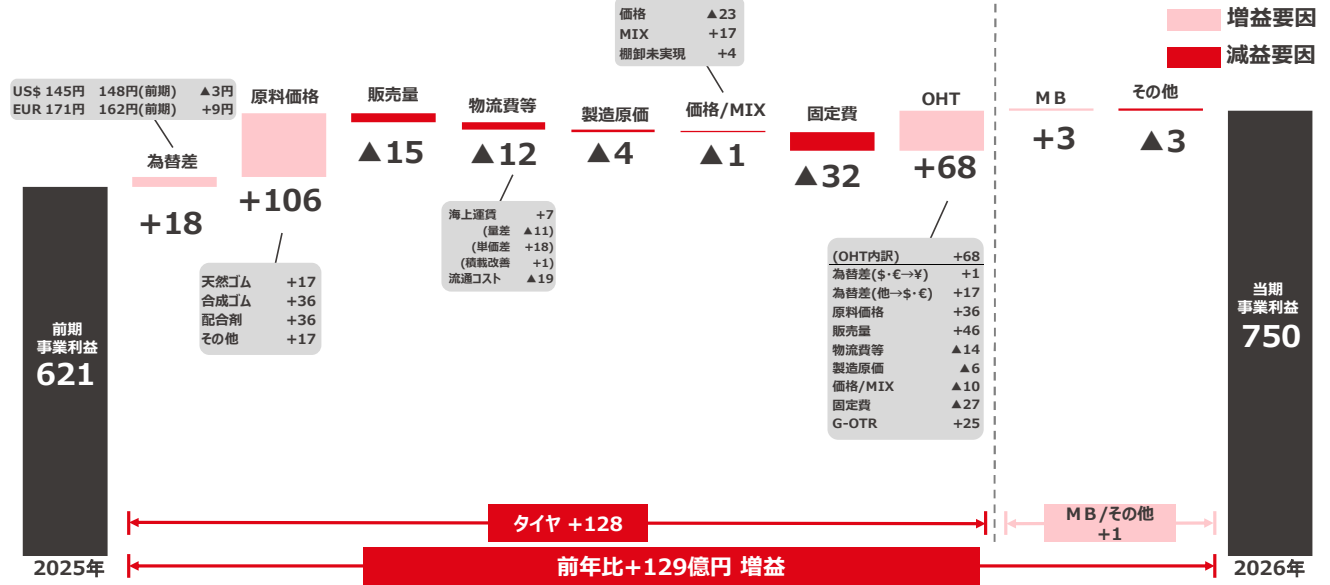 増益要因
減益要因
US$ 145円 148円(前期) ▲3円
EUR 171円 162円(前期) +9円
為替差
+18
原料価格
+106
天然ゴム +17
合成ゴム +36
配合剤 +36
その他 +17
販売量
▲15
物流費等
▲12
海上運賃 +7
(量差 ▲11)
(単価差 +18)
(積載改善 +1)
流通コスト ▲19
製造原価
▲4
価格 ▲23
MIX +17
棚卸未実現 +4
価格/MIX
▲1
固定費
▲32
OHT
+68
(OHT内訳) +68
為替差($・€→¥) +1
為替差(他→$・€) +17
原料価格 +36
販売量 +46
物流費等 ▲14
製造原価 ▲6
価格/MIX ▲10
固定費 ▲27
G-OTR +25
MB
+3
その他
▲3
前期
事業利益
621
当期
事業利益
750
タイヤ +128
MB/その他
+1
前年比+129億円 増益
2025年
2026年